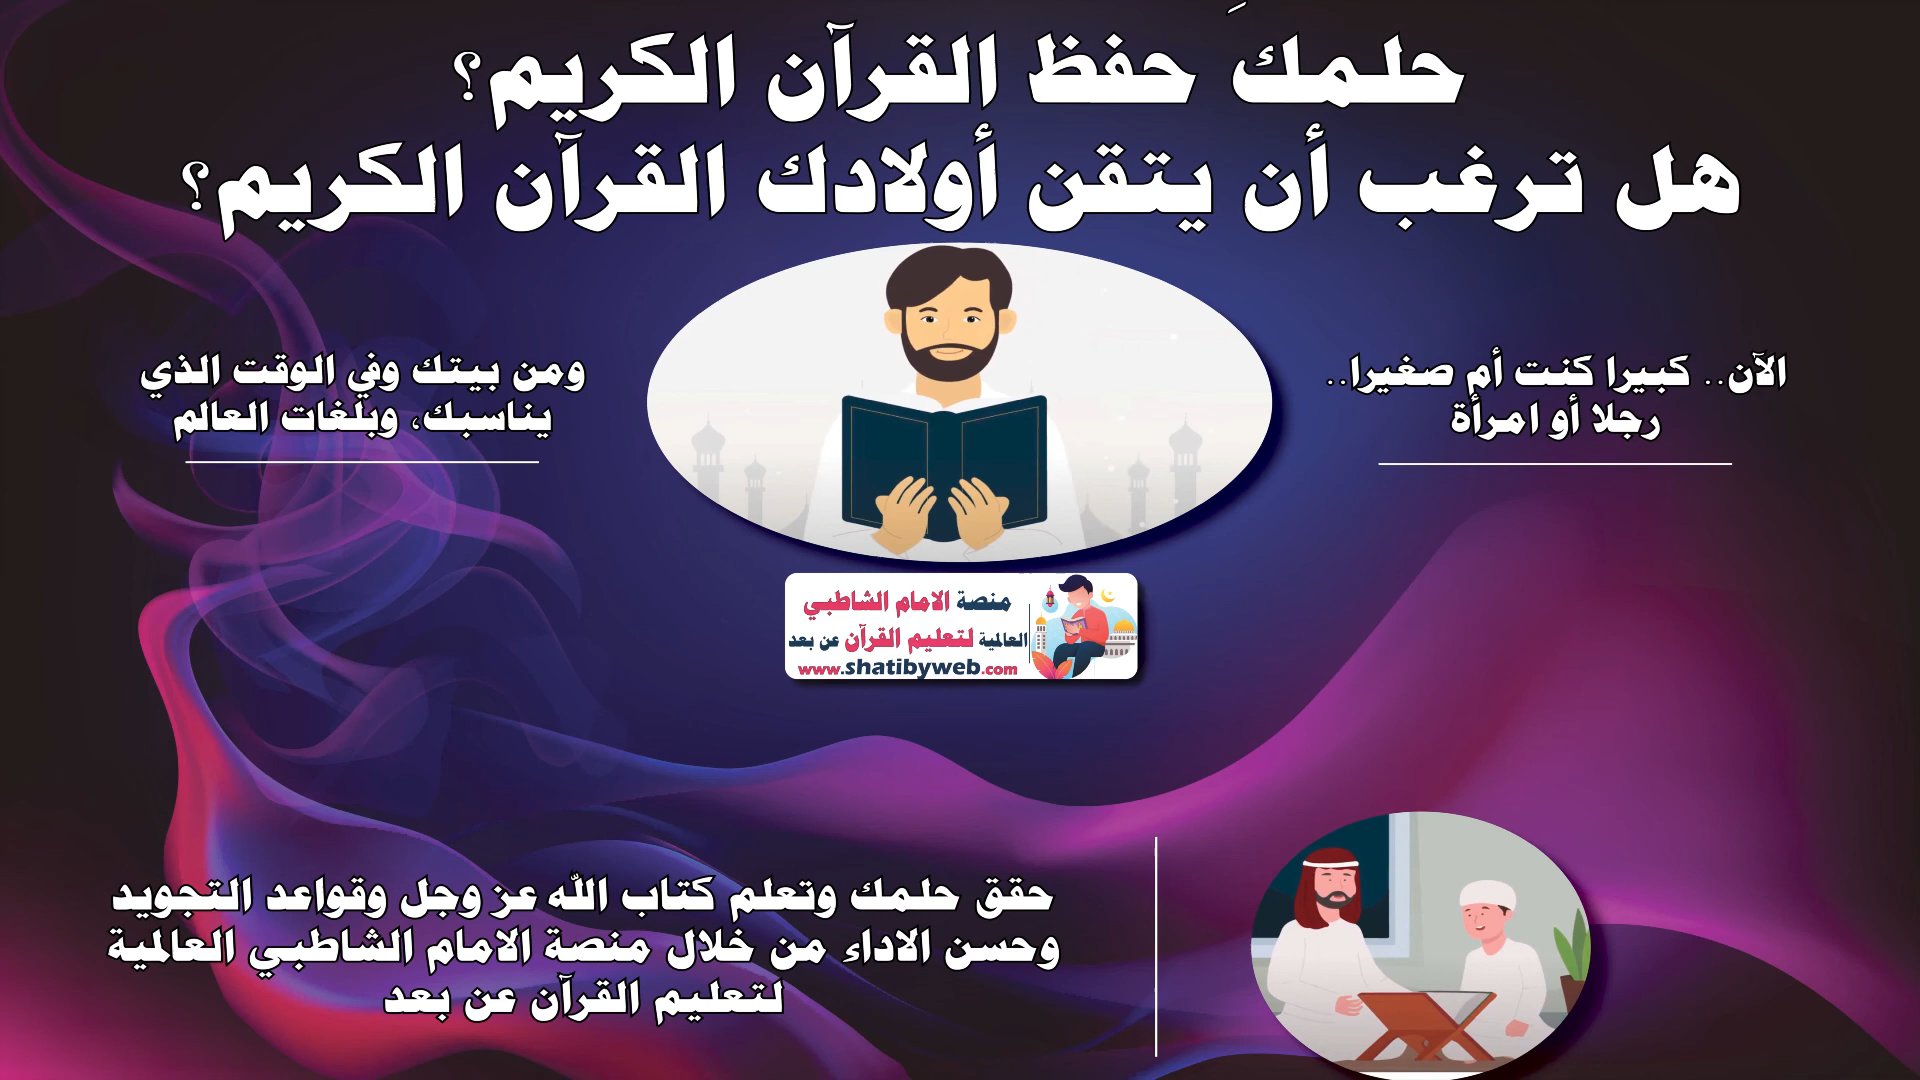 حلمكَ حفظ القرآن الكريم؟
هل ترغب أن يتقن أولادك القرآن الكريم؟
الآن.. كبيرا كنت أم صغيرا..
رجلا أو امرأة
ومن بيتك وفي الوقت الذي
يناسبك، وبلغات العالم
منصة الامام الشاطبي
العالمية لتعليم القرآن عن بعد
www.shatibyweb.com
حقق حلمك وتعلم كتاب الله عز وجل وقواعد التجويد
وحسن الاداء من خلال منصة الامام الشاطبي العالمية
لتعليم القرآن عن بعد